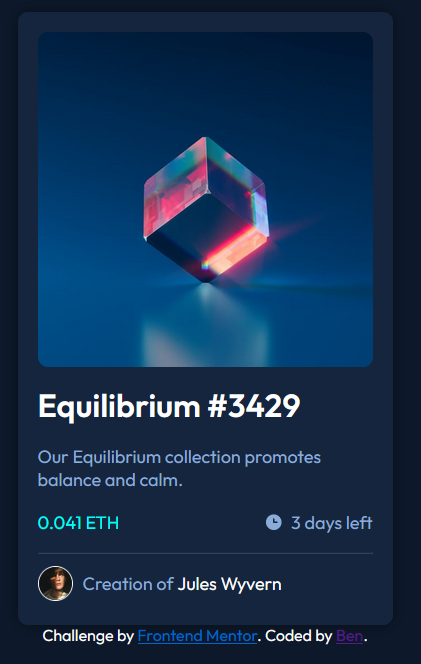 Equilibrium #3429
Our Equilibrium collection promotes
balance and calm.
0.041 ETH 3 days left
Creation of Jules Wyvern
Challenge by Frontend Mentor. Coded by Ben.